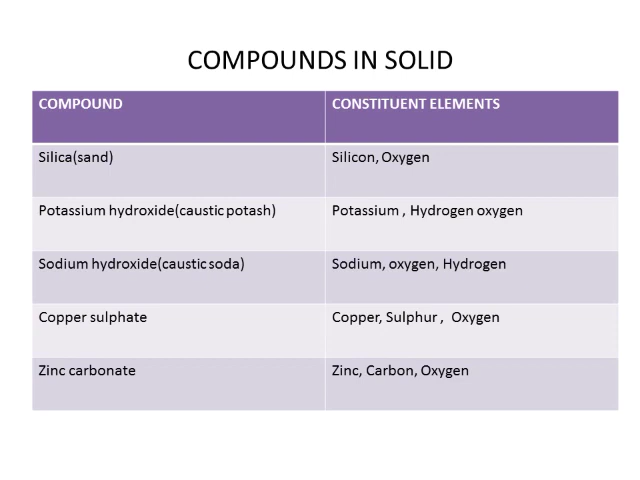 COMPOUNDS IN SOLID
COMPOUND CONSTITUENT ELEMENTS
Silica(sand) Silicon, Oxygen
Potassium hydroxide(caustic potash) Potassium , Hydrogen oxygen
Sodium hydroxide(caustic soda) Sodium, oxygen, Hydrogen
Copper sulphate Copper, Sulphur , Oxygen
Zinc carbonate Zinc, Carbon, Oxygen